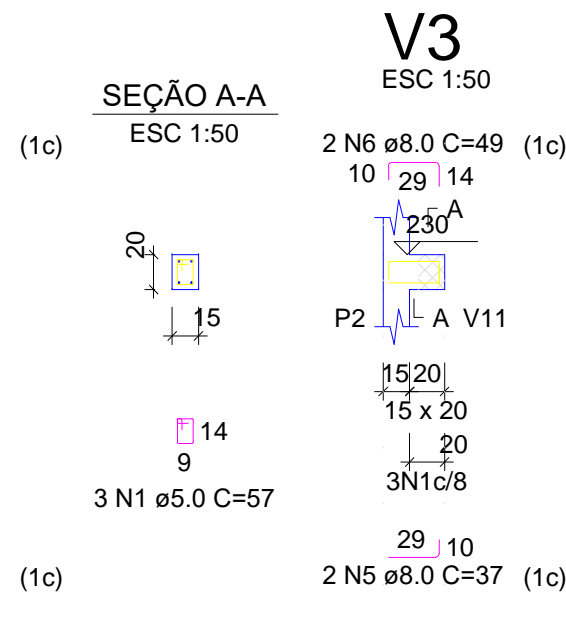 V3
ESC 1:50
SEÇÃO A-A
ESC 1:50
(1c)
2 N6 ø8.0 C=49 (1c)
10 29 14
A
230
20
15
P2 A V11
15 20
15 x 20
20
3N1c/8
14
9
3 N1 ø5.0 C=57
29 10
(1c)
2 N5 ø8.0 C=37 (1c)